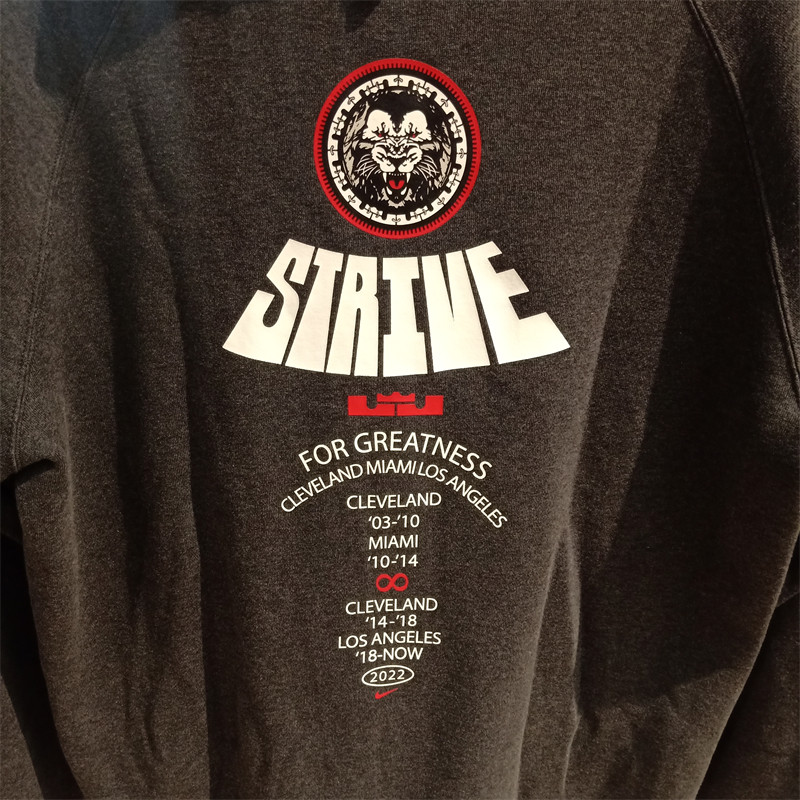 STRIVE
FOR GREATNESS
CLEVELAND MIAMI LOS ANGELES
CLEVELAND
'03-'10
MIAMI
'10-'14
CLEVELAND
'14-'18
LOS ANGELES
'18-NOW
2022